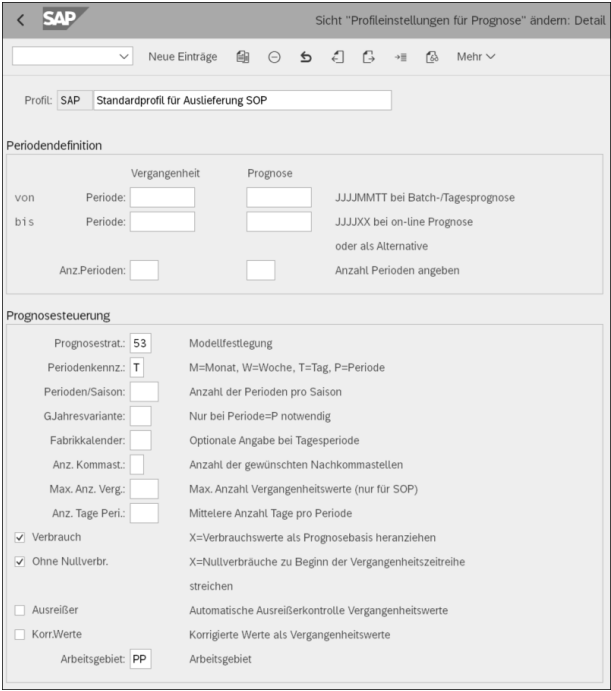 SAP Sicht "Profileinstellungen für Prognose" ändern: Detail
Neue Einträge Mehr
Profil: SAP Standardprofil für Auslieferung SOP
Periodendefinition
Vergangenheit Prognose
von Periode: JJJJMMTT bei Batch-/Tagesprognose
bis Periode: JJJJXX bei on-line Prognose
oder als Alternative
Anz.Perioden: Anzahl Perioden angeben
Prognosesteuerung
Prognosestrat.: 53 Modellfestlegung
Periodenkennz.: T M=Monat, W=Woche, T=Tag, P=Periode
Perioden/Saison: Anzahl der Perioden pro Saison
GJahresvariante: Nur bei Periode=P notwendig
Fabrikkalender: Optionale Angabe bei Tagesperiode
Anz. Kommast.: Anzahl der gewünschten Nachkommastellen
Max. Anz. Verg.: Max. Anzahl Vergangenheitswerte (nur für SOP)
Anz. Tage Peri.: Mittelere Anzahl Tage pro Periode
Verbrauch X=Verbrauchswerte als Prognosebasis heranziehen
Ohne Nullverbr. X=Nullverbräuche zu Beginn der Vergangenheitszeitreihe
streichen
Ausreißer Automatische Ausreißerkontrolle Vergangenheitswerte
Korr.Werte Korrigierte Werte als Vergangenheitswerte
Arbeitsgebiet: PP Arbeitsgebiet